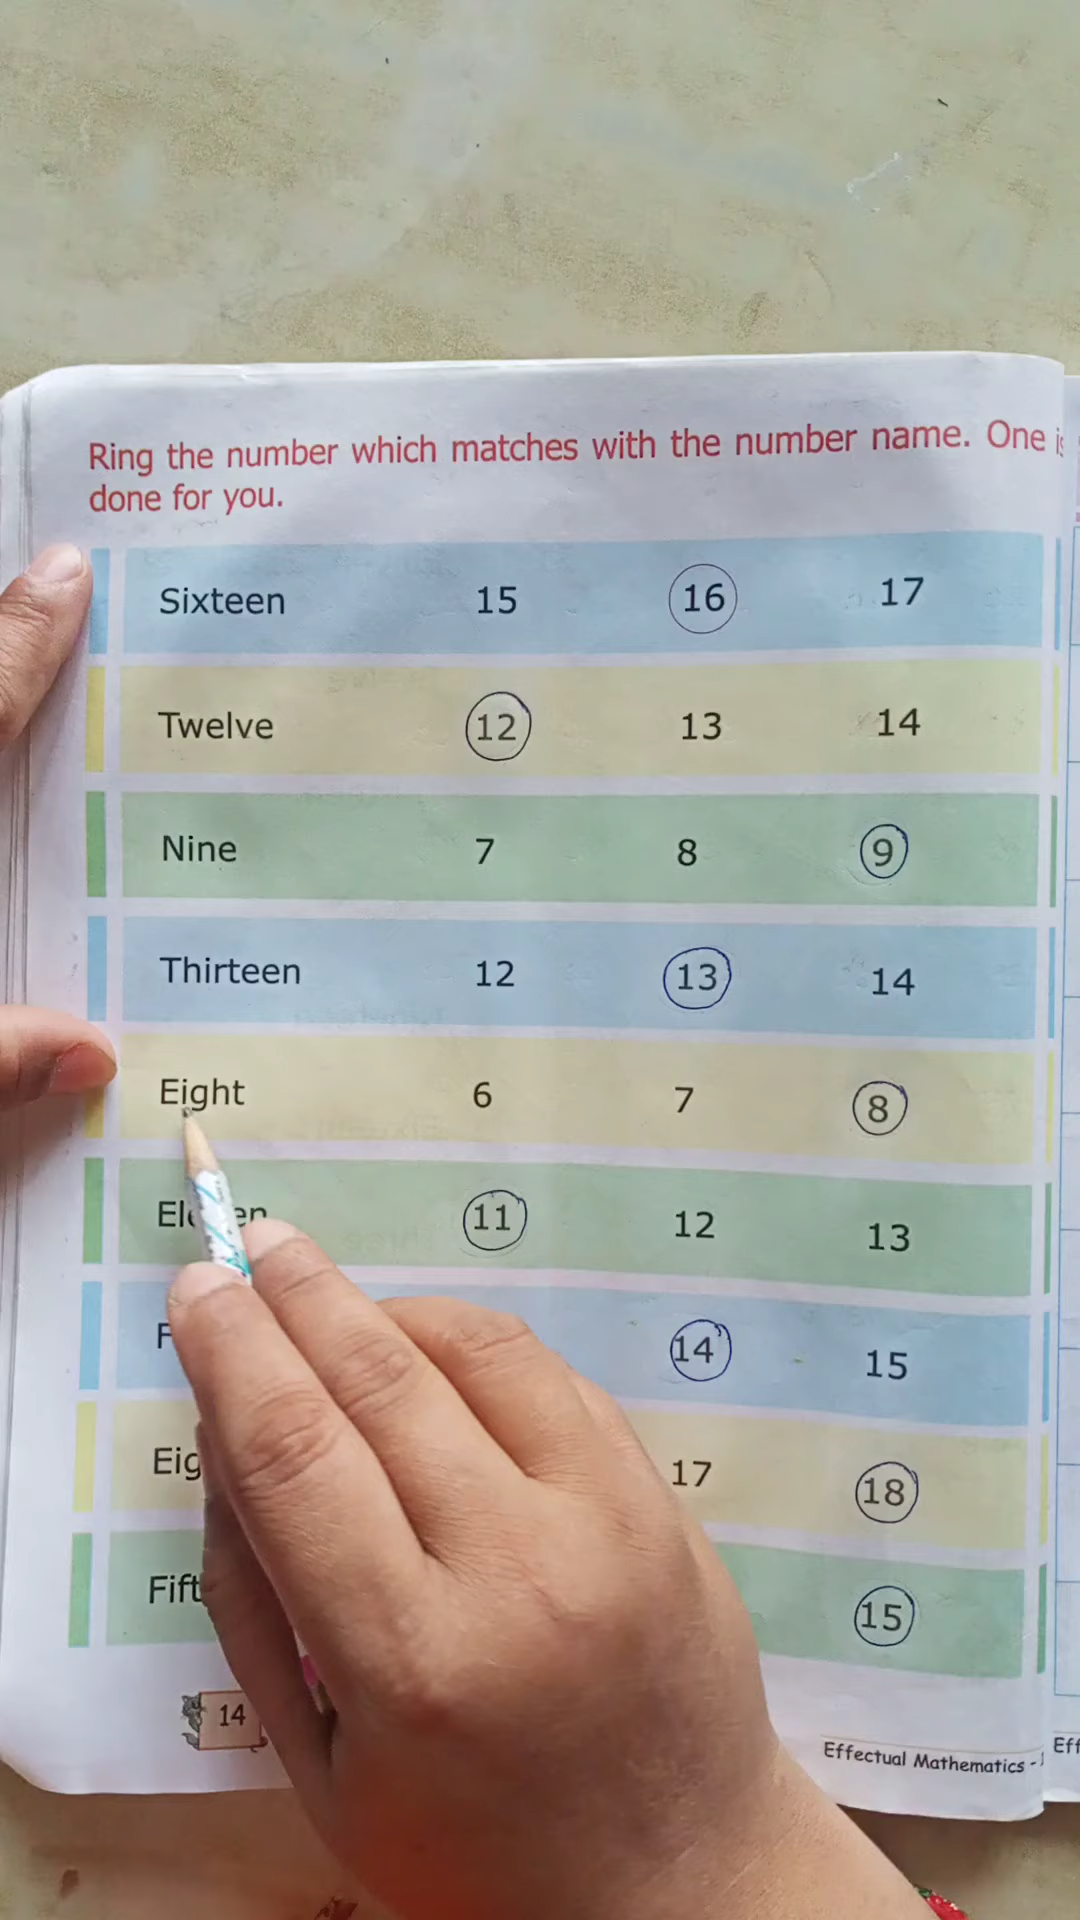 Ring the number which matches with the number name. One is
done for you.
Sixteen 15 16 17
Twelve 12 13 14
Nine 7 8 9
Thirteen 12 13 14
Eight 6 7 8
11 12 13
14 15
17 18
15
14
Effectual Mathematics -